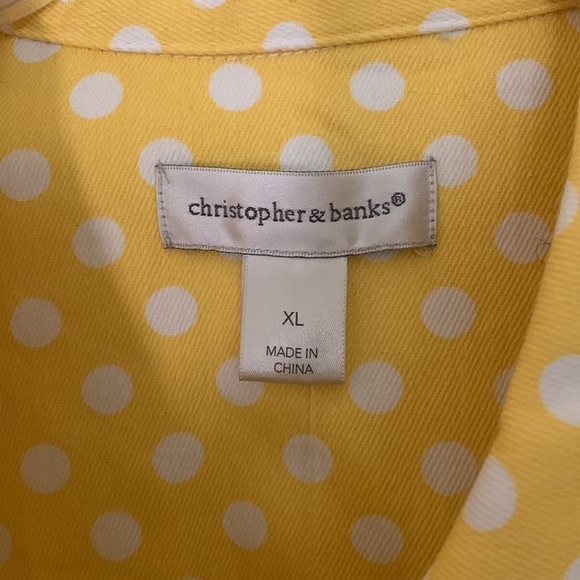 christopher & banks®
XL
MADE IN
CHINA